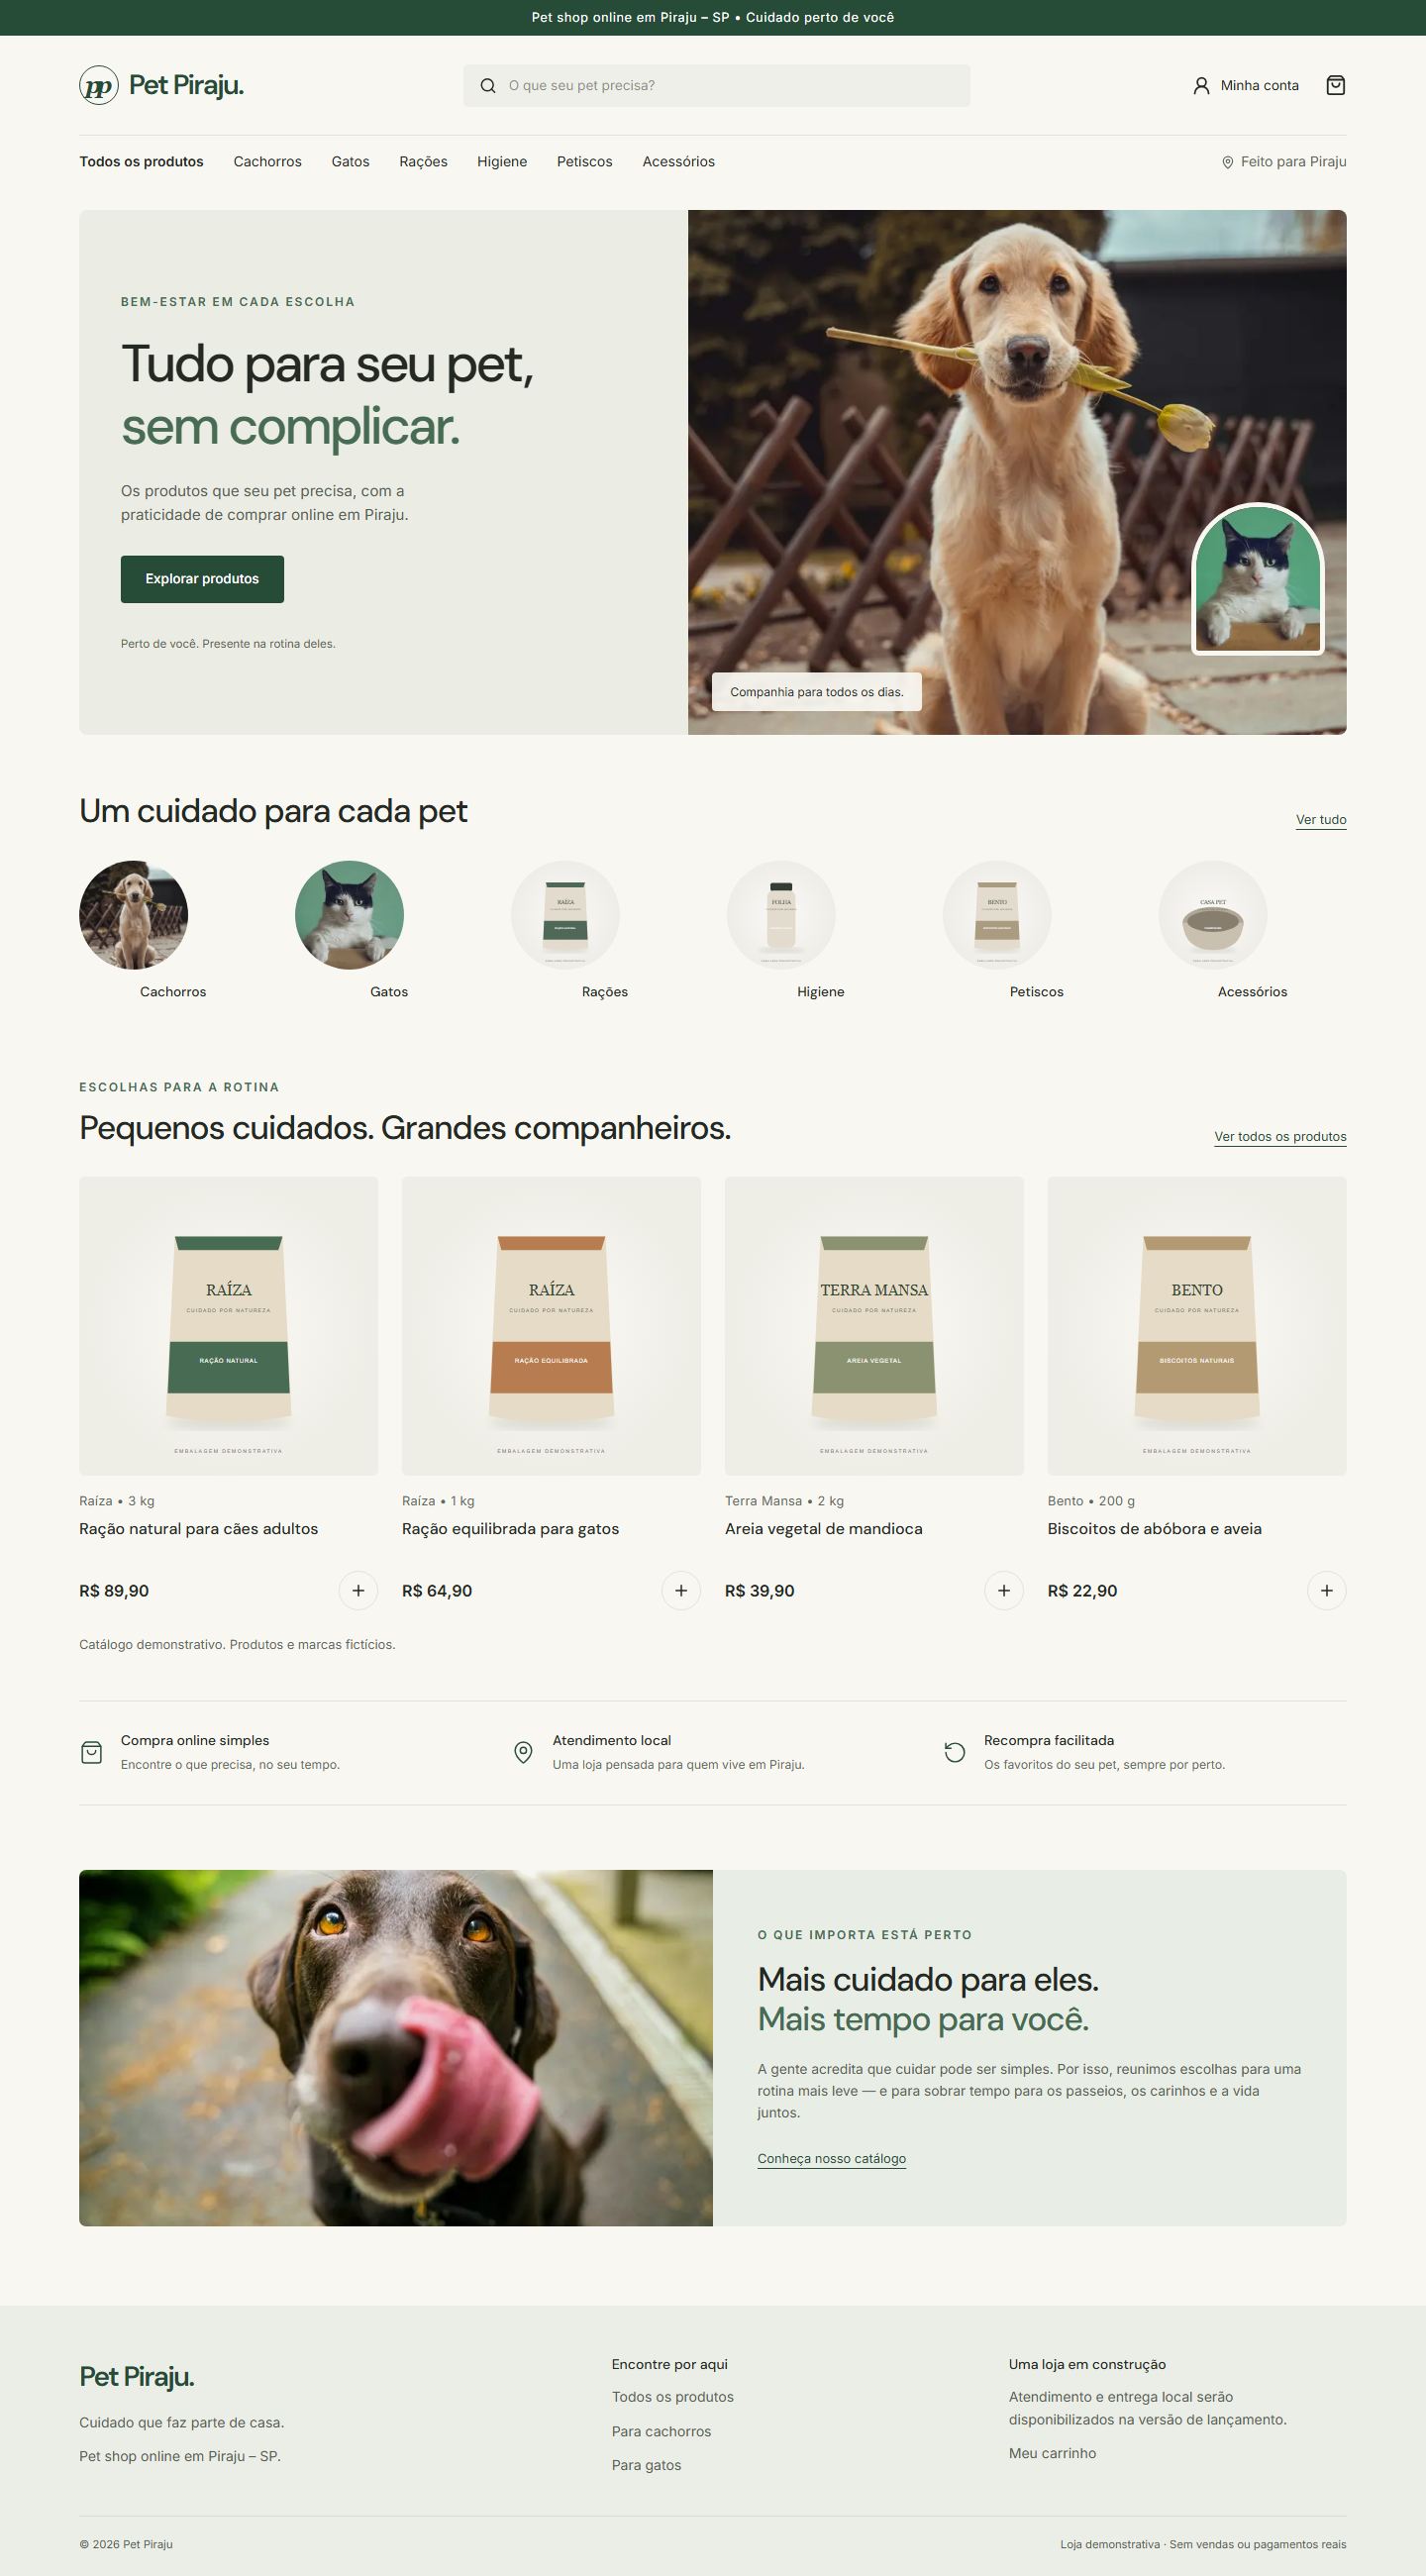 Pet shop online em Piraju – SP • Cuidado perto de você
pp Pet Piraju.
O que seu pet precisa?
Minha conta
Todos os produtos
Cachorros
Gatos
Rações
Higiene
Petiscos
Acessórios
Feito para Piraju
BEM-ESTAR EM CADA ESCOLHA
Tudo para seu pet,
sem complicar.
Os produtos que seu pet precisa, com a
praticidade de comprar online em Piraju.
Explorar produtos
Perto de você. Presente na rotina deles.
Companhia para todos os dias.
Um cuidado para cada pet
Ver tudo
RAÍZA
FOLHA
BENTO
CASA PET
Cachorros
Gatos
Rações
Higiene
Petiscos
Acessórios
ESCOLHAS PARA A ROTINA
Pequenos cuidados. Grandes companheiros.
Ver todos os produtos
RAÍZA
CUIDADO POR NATUREZA
RAÇÃO NATURAL
EMBALAGEM DEMONSTRATIVA
RAÍZA
CUIDADO POR NATUREZA
RAÇÃO EQUILIBRADA
EMBALAGEM DEMONSTRATIVA
TERRA MANSA
CUIDADO POR NATUREZA
AREIA VEGETAL
EMBALAGEM DEMONSTRATIVA
BENTO
CUIDADO POR NATUREZA
BISCOITOS NATURAIS
EMBALAGEM DEMONSTRATIVA
Raíza • 3 kg
Ração natural para cães adultos
R$ 89,90
Raíza • 1 kg
Ração equilibrada para gatos
R$ 64,90
Terra Mansa • 2 kg
Areia vegetal de mandioca
R$ 39,90
Bento • 200 g
Biscoitos de abóbora e aveia
R$ 22,90
Catálogo demonstrativo. Produtos e marcas fictícios.
Compra online simples
Encontre o que precisa, no seu tempo.
Atendimento local
Uma loja pensada para quem vive em Piraju.
Recompra facilitada
Os favoritos do seu pet, sempre por perto.
O QUE IMPORTA ESTÁ PERTO
Mais cuidado para eles.
Mais tempo para você.
A gente acredita que cuidar pode ser simples. Por isso, reunimos escolhas para uma
rotina mais leve — e para sobrar tempo para os passeios, os carinhos e a vida
juntos.
Conheça nosso catálogo
Pet Piraju.
Cuidado que faz parte de casa.
Pet shop online em Piraju – SP.
Encontre por aqui
Todos os produtos
Para cachorros
Para gatos
Uma loja em construção
Atendimento e entrega local serão
disponibilizados na versão de lançamento.
Meu carrinho
© 2026 Pet Piraju
Loja demonstrativa · Sem vendas ou pagamentos reais